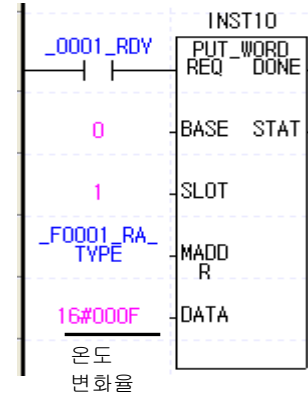 INST10
_0001_RDY
PUT_WORD
REQ DONE
0
BASE STAT
1
SLOT
_F0001_RA_
TYPE
MADD
R
16#000F
DATA
온도
변화율